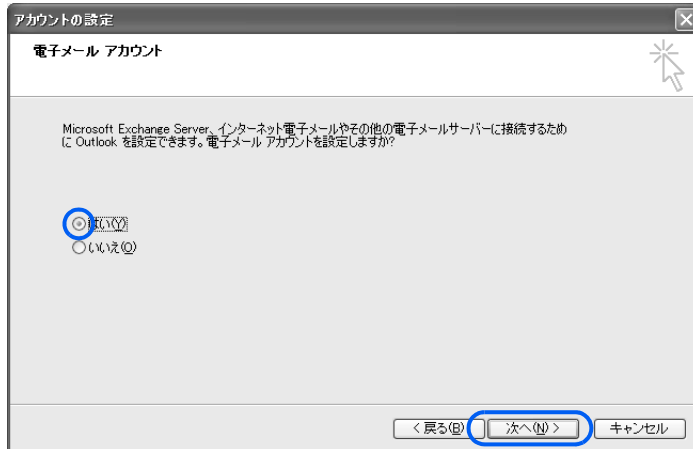 アカウントの設定
電子メール アカウント
Microsoft Exchange Server、インターネット電子メールやその他の電子メールサーバーに接続するため
に Outlook を設定できます。電子メール アカウントを設定しますか?
はい(Y)
いいえ(O)
< 戻る(B) 次へ(N) > キャンセル